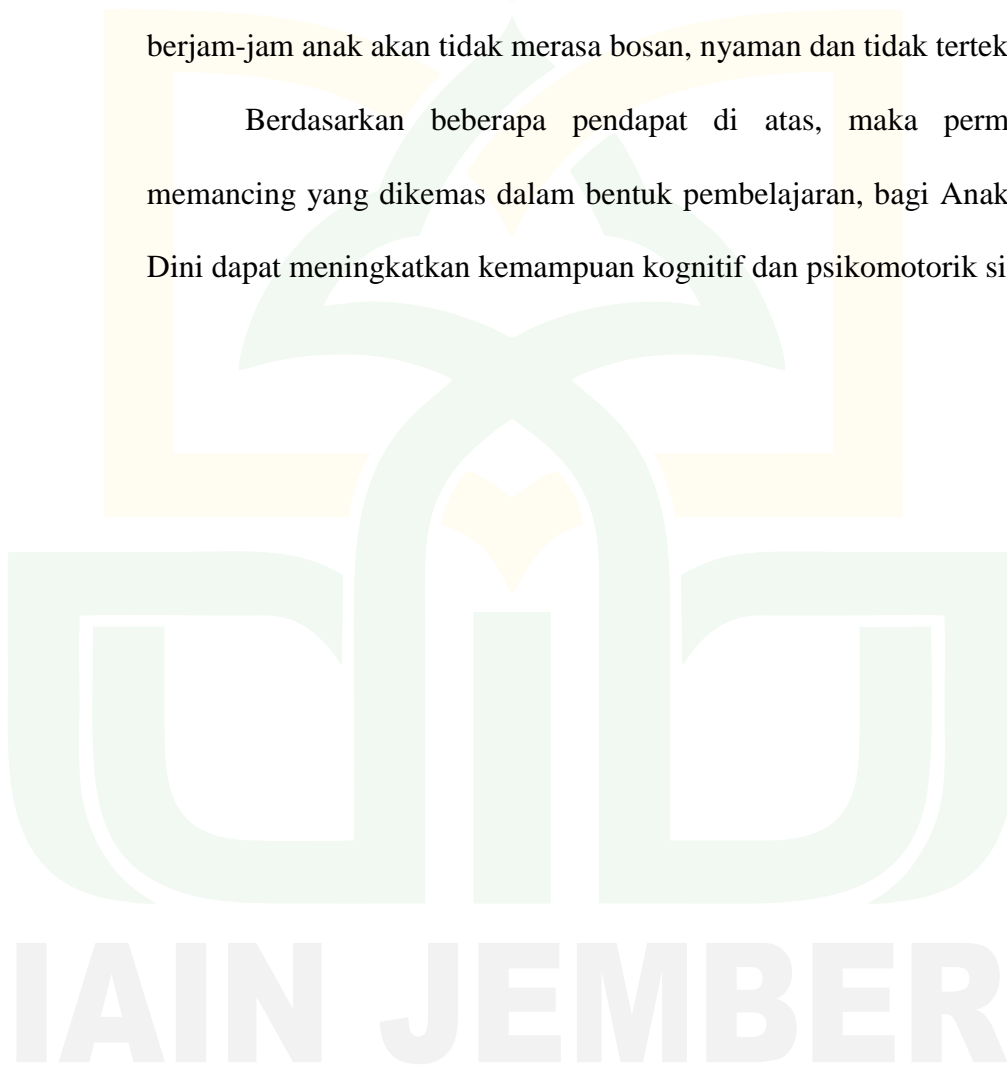 berjam-jam anak akan tidak merasa bosan, nyaman dan tidak tertek
Berdasarkan beberapa pendapat di atas, maka perm
memancing yang dikemas dalam bentuk pembelajaran, bagi Anak
Dini dapat meningkatkan kemampuan kognitif dan psikomotorik si
IAIN JEMBER